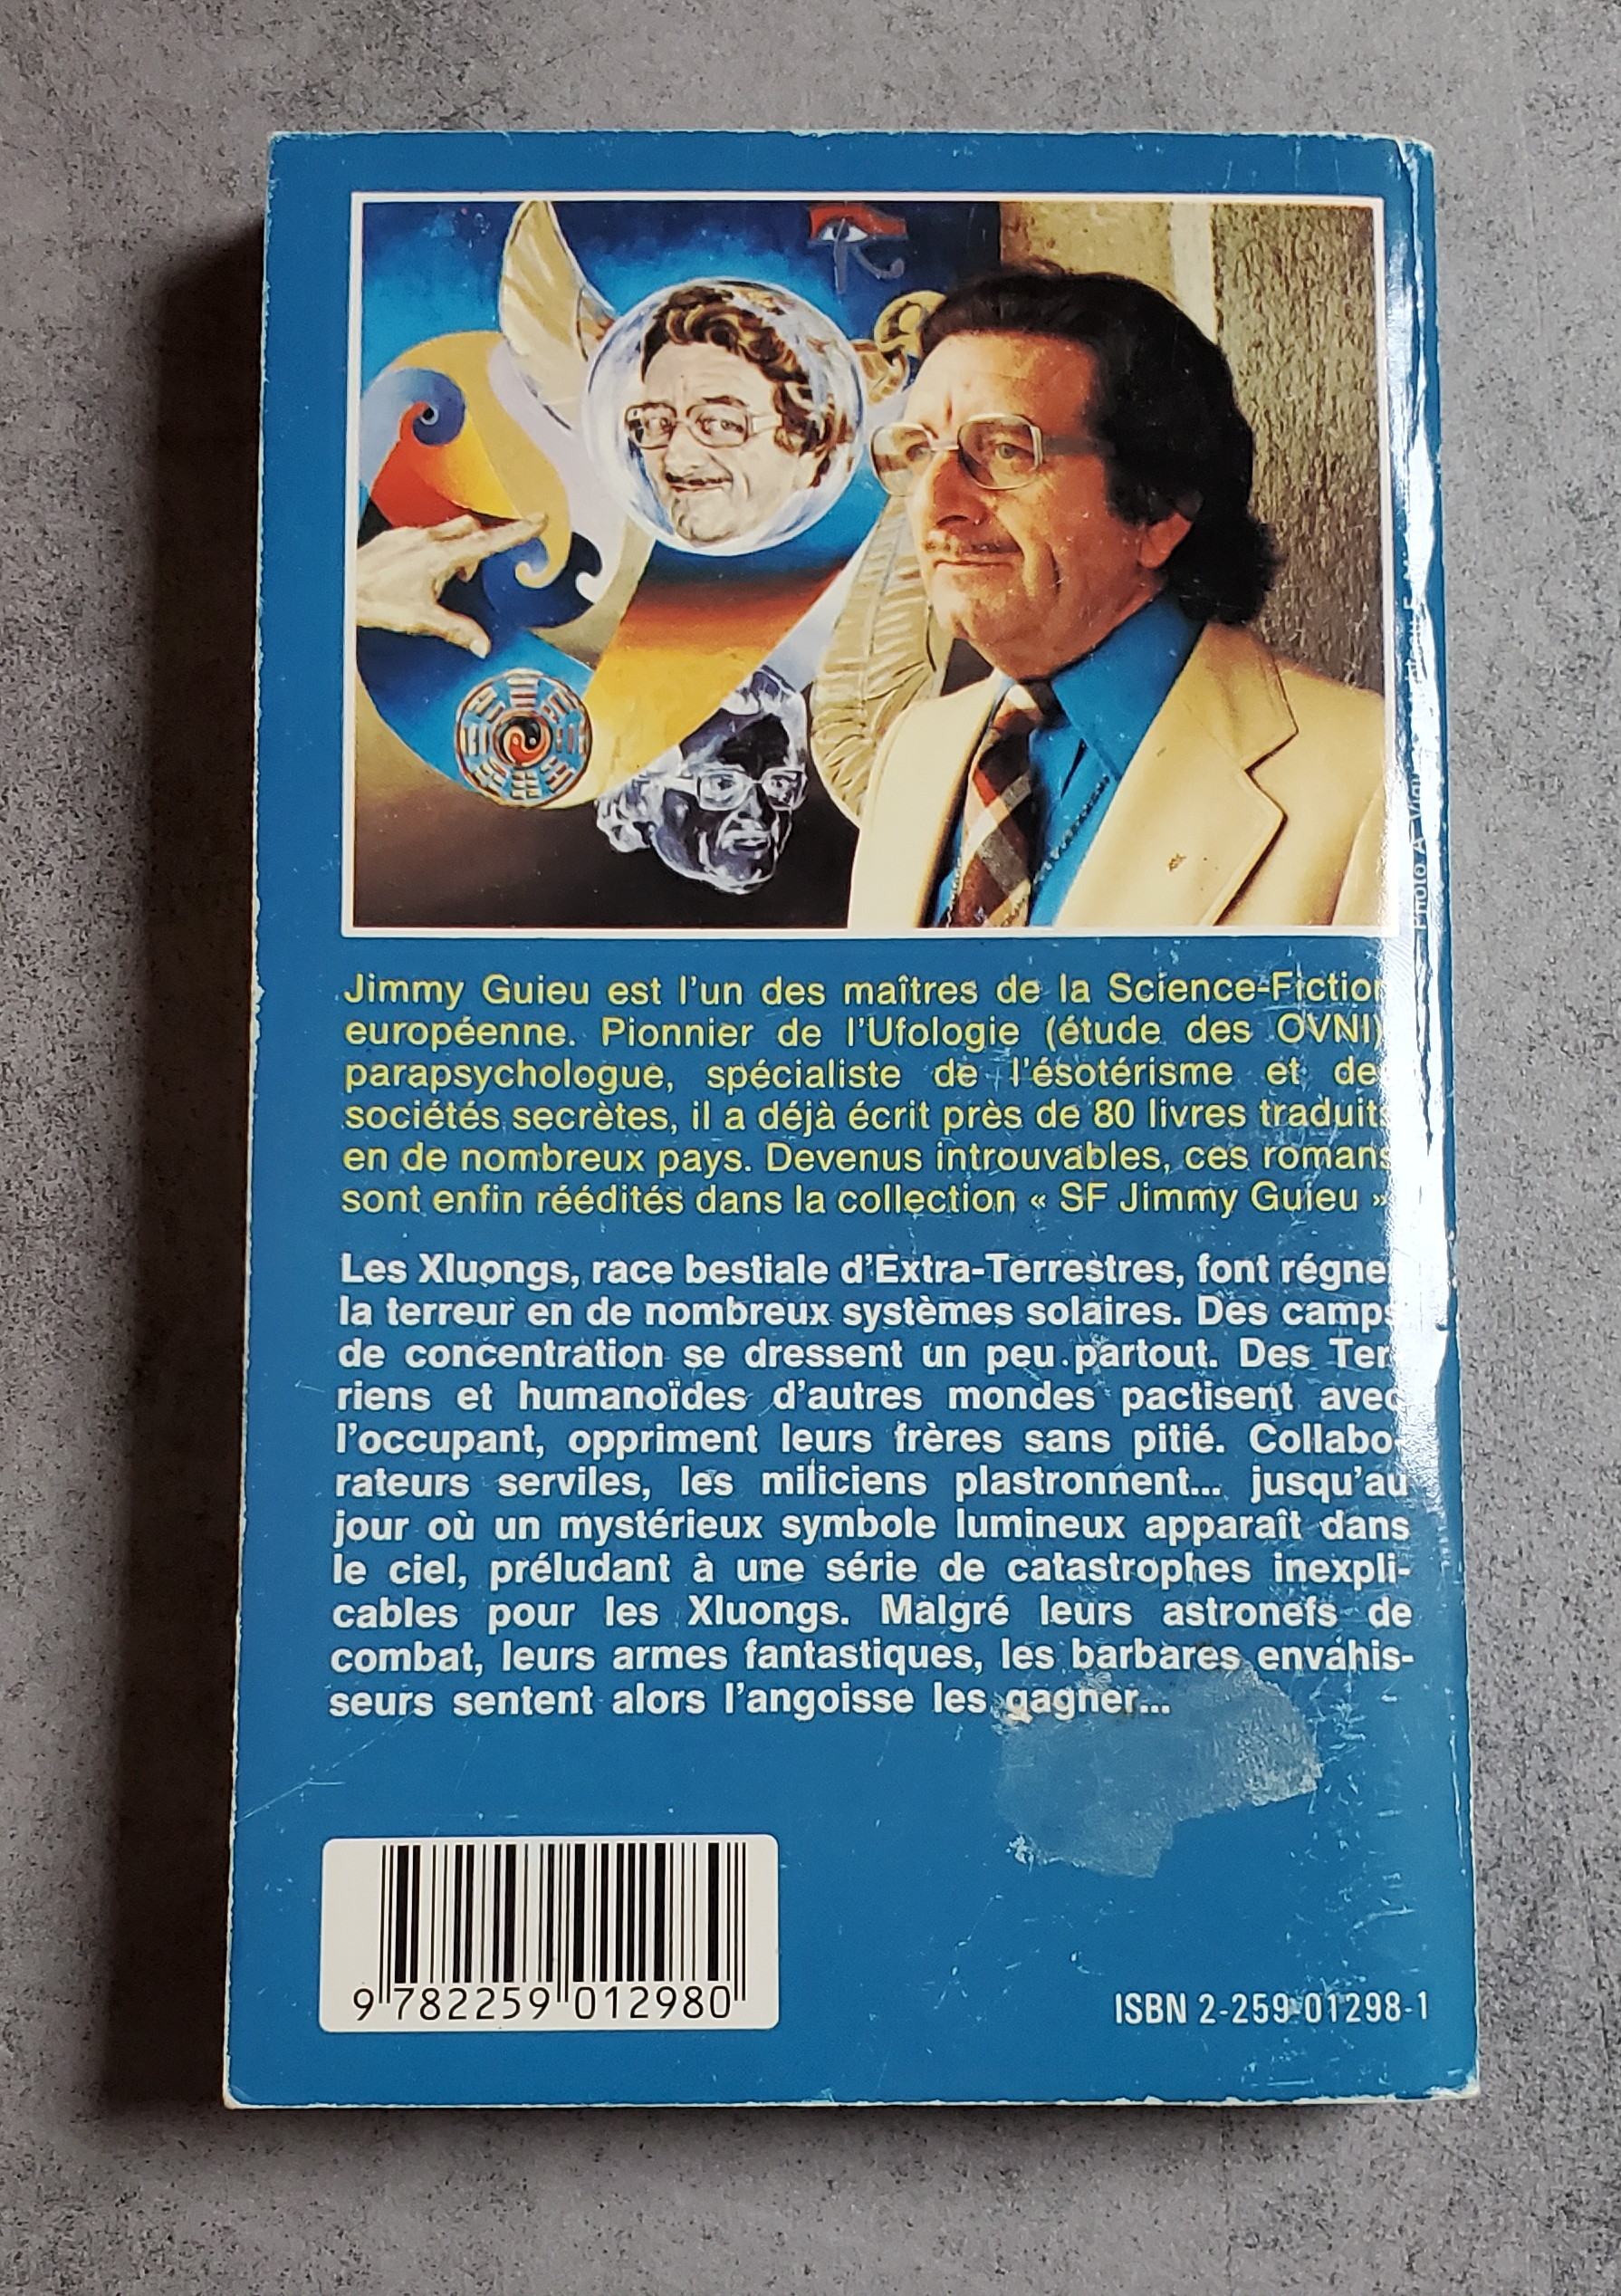 Photo A.
Jimmy Guieu est l'un des maîtres de la Science-Fiction
européenne. Pionnier de l'Ufologie (étude des OVNI)
parapsychologue, spécialiste de l'ésotérisme et des
sociétés secrètes, il a déjà écrit près de 80 livres traduits
en de nombreux pays. Devenus introuvables, ces romans
sont enfin réédités dans la collection « SF Jimmy Guieu »
Les Xluongs, race bestiale d'Extra-Terrestres, font régner
la terreur en de nombreux systèmes solaires. Des camps
de concentration se dressent un peu partout. Des Ter-
riens et humanoïdes d'autres mondes pactisent avec
l'occupant, oppriment leurs frères sans pitié. Collabo-
rateurs serviles, les miliciens plastronnent... jusqu'au
jour où un mystérieux symbole lumineux apparaît dans
le ciel, préludant à une série de catastrophes inexpli-
cables pour les Xluongs. Malgré leurs astronefs de
combat, leurs armes fantastiques, les barbares envahis-
seurs sentent alors l'angoisse les gagner...
9 782259 012980
ISBN 2-259-01298-1